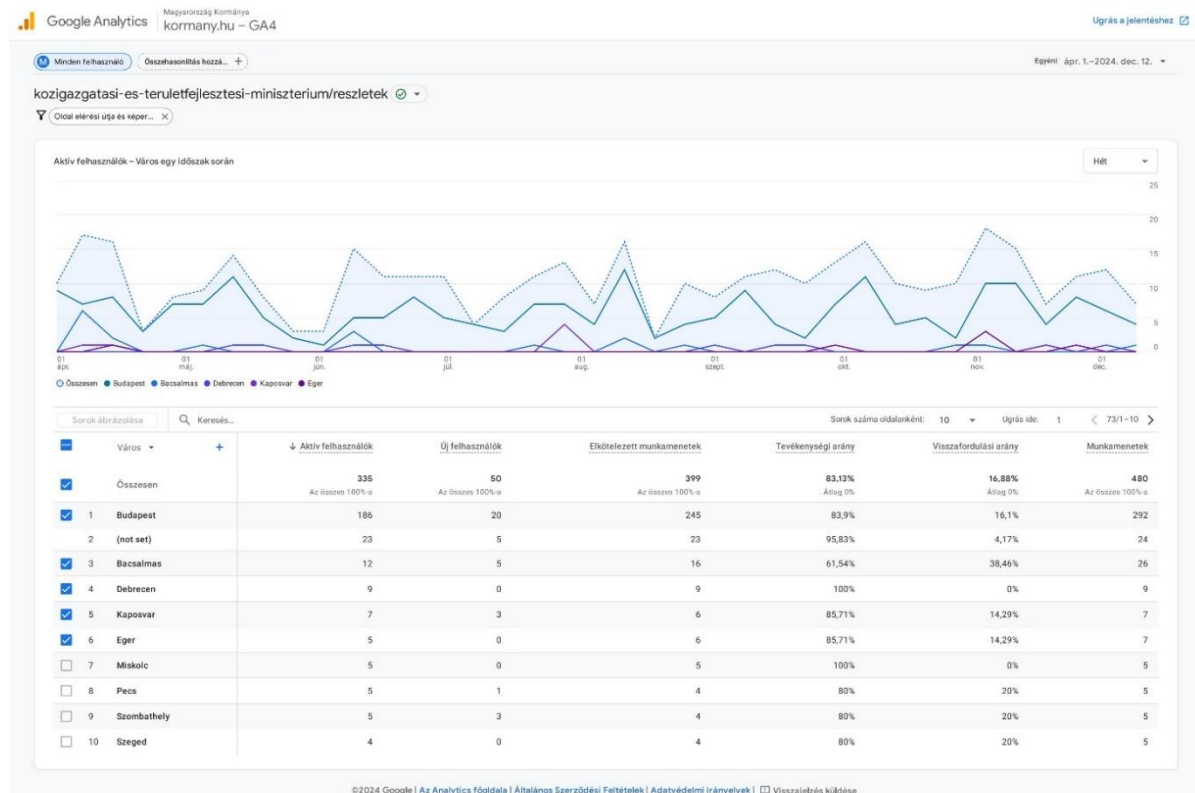 Google Analytics
Magyarország Kormánya
kormany.hu – GA4
Ugrás a jelentéshez
M Minden felhasználó
Összehasonlítás hozzá... +
Egyéni ápr. 1.–2024. dec. 12.
kozigazgatasi-es-teruletfejlesztesi-miniszterium/reszletek
Oldal elérési útja és képer... X
Aktív felhasználók – Város egy időszak során
Hét
25
20
15
10
5
0
01 ápr.
01 máj.
01 jún.
01 júl.
01 aug.
01 szept.
01 okt.
01 nov.
01 dec.
Összesen Budapest Bacsalmas Debrecen Kaposvar Eger
Sorok ábrázolása Keresés... Sorok száma oldalanként: 10 Ugrás ide: 1 < 73/1–10 >
Város + ↓ Aktív felhasználók Új felhasználók Elkötelezett munkamenetek Tevékenységi arány Visszafordulási arány Munkamenetek
Összesen 335 50 399 83,13% 16,88% 480
Az összes 100%-a Az összes 100%-a Az összes 100%-a Átlag 0% Átlag 0% Az összes 100%-a
1 Budapest 186 20 245 83,9% 16,1% 292
2 (not set) 23 5 23 95,83% 4,17% 24
3 Bacsalmas 12 5 16 61,54% 38,46% 26
4 Debrecen 9 0 9 100% 0% 9
5 Kaposvar 7 3 6 85,71% 14,29% 7
6 Eger 5 0 6 85,71% 14,29% 7
7 Miskolc 5 0 5 100% 0% 5
8 Pecs 5 1 4 80% 20% 5
9 Szombathely 5 3 4 80% 20% 5
10 Szeged 4 0 4 80% 20% 5
©2024 Google | Az Analytics főoldala | Általános Szerződési Feltételek | Adatvédelmi irányelvek | Visszajelzés küldése